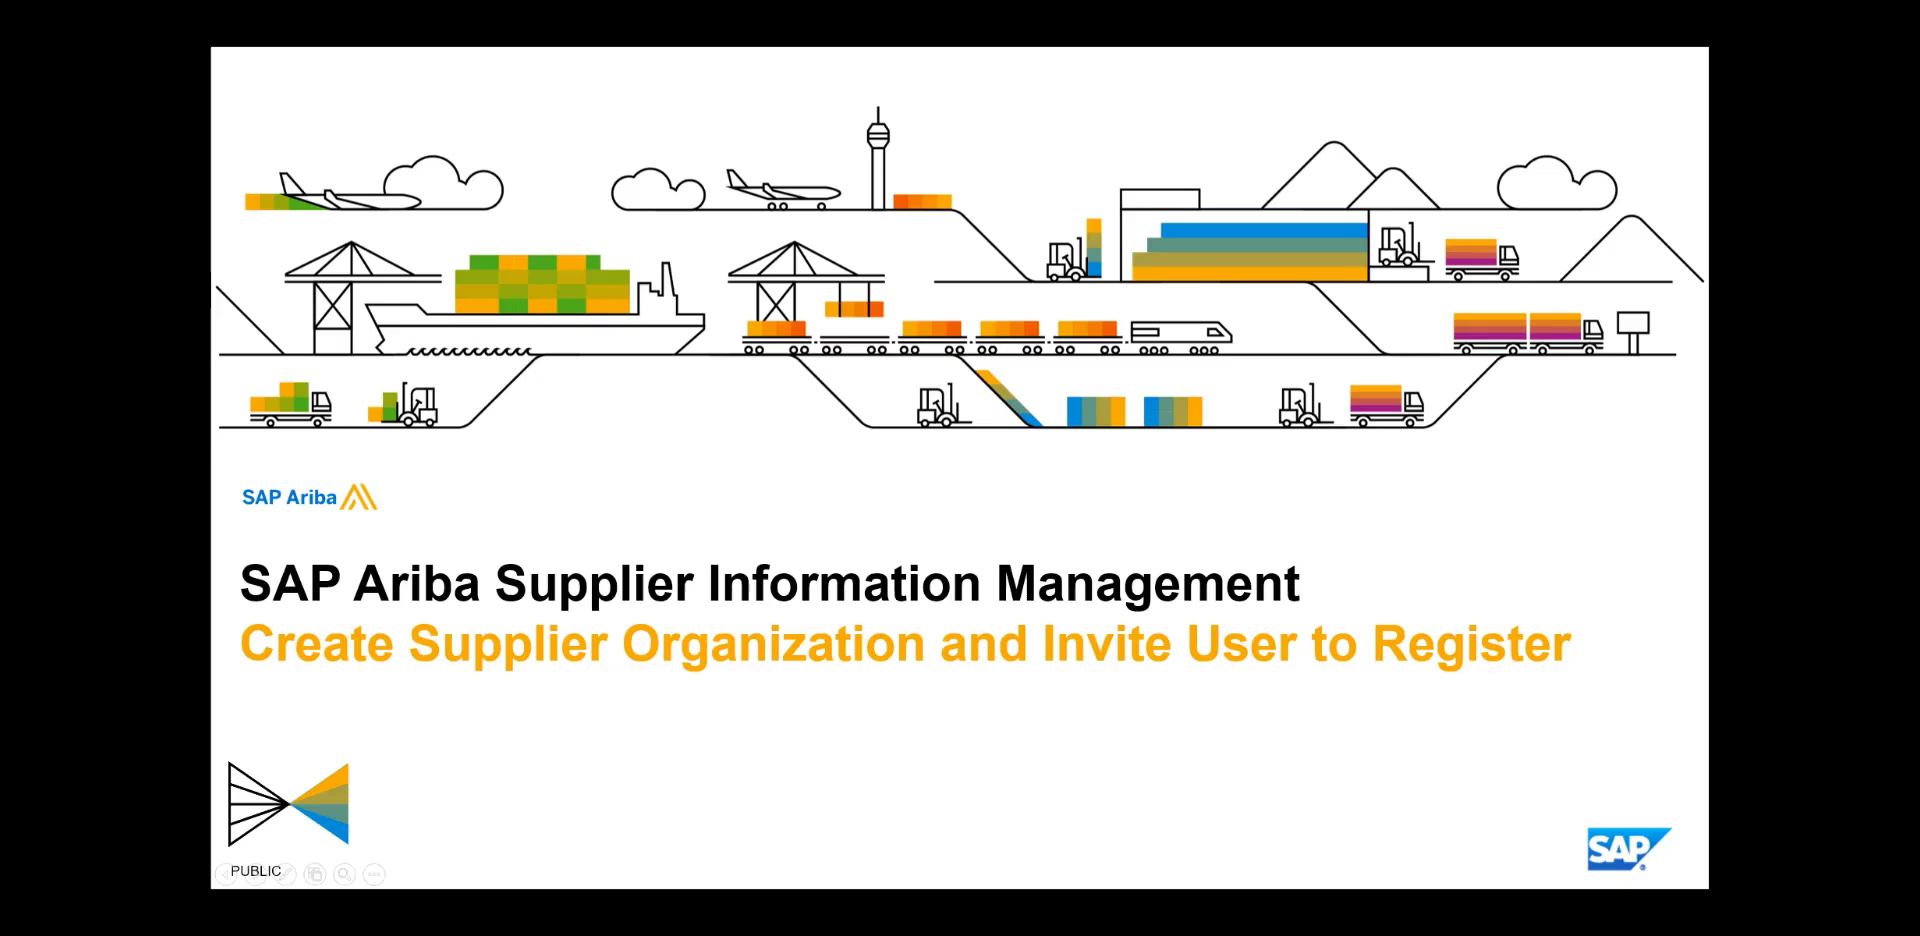 SAP Ariba
SAP Ariba Supplier Information Management
Create Supplier Organization and Invite User to Register
PUBLIC
SAP